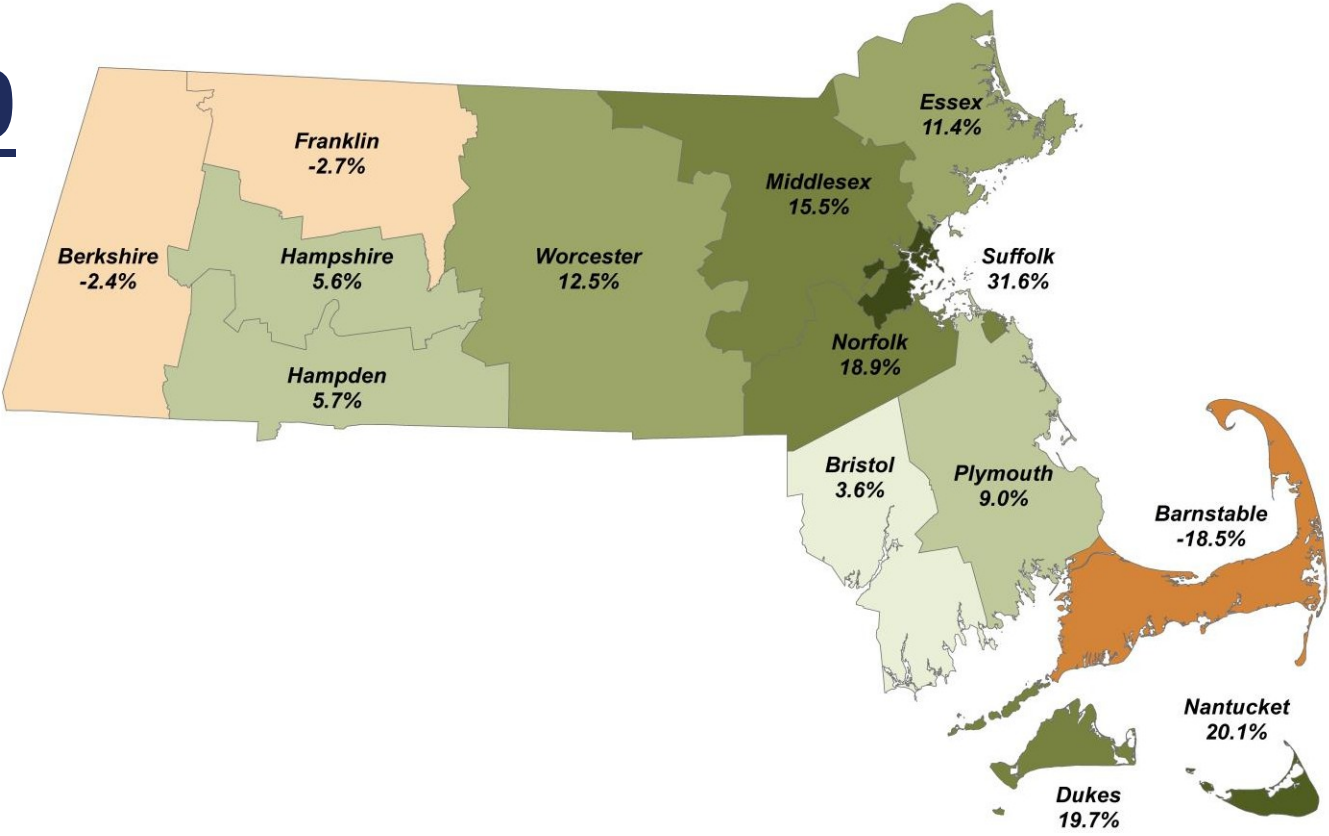 Essex
11.4%
Franklin
-2.7%
Middlesex
15.5%
Berkshire
-2.4%
Hampshire
5.6%
Worcester
12.5%
Suffolk
31.6%
Norfolk
18.9%
Hampden
5.7%
Bristol
3.6%
Plymouth
9.0%
Barnstable
-18.5%
Nantucket
20.1%
Dukes
19.7%